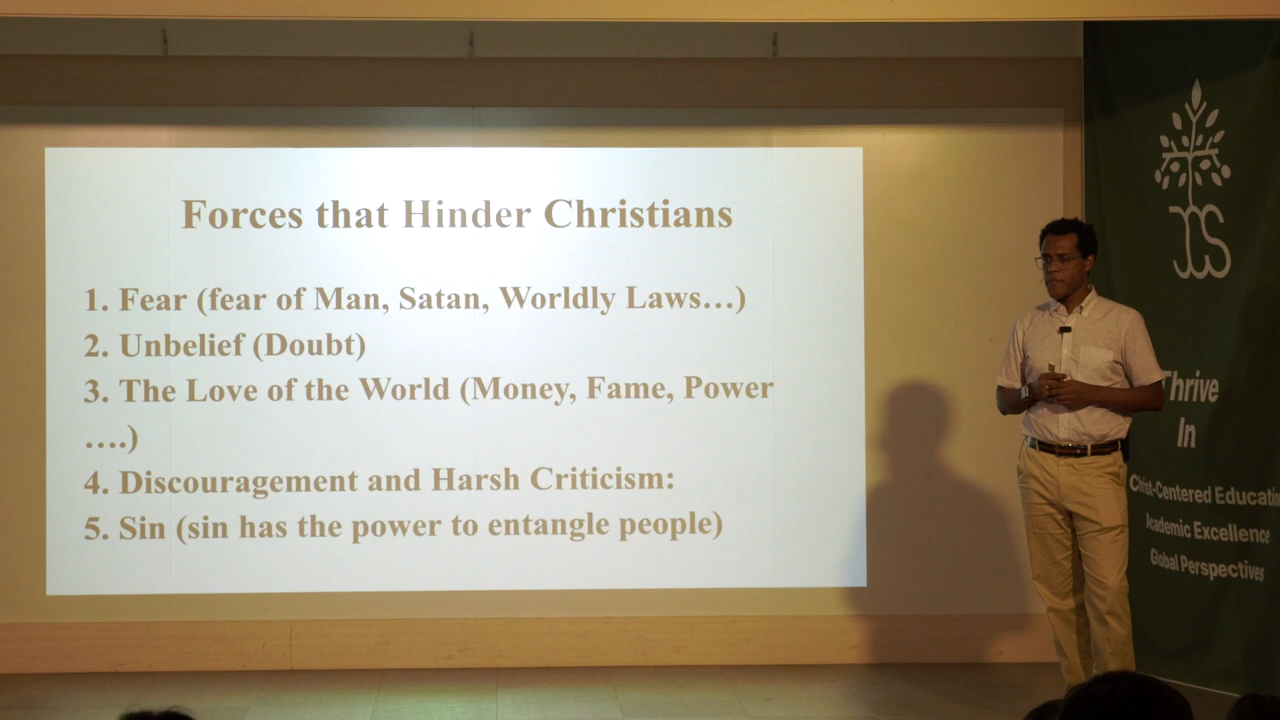 Forces that Hinder Christians
1. Fear (fear of Man, Satan, Worldly Laws…)
2. Unbelief (Doubt)
3. The Love of the World (Money, Fame, Power
….)
4. Discouragement and Harsh Criticism:
5. Sin (sin has the power to entangle people)
JCS
Thrive
In
Christ-Centered Educati
Academic Excellence
Global Perspectives